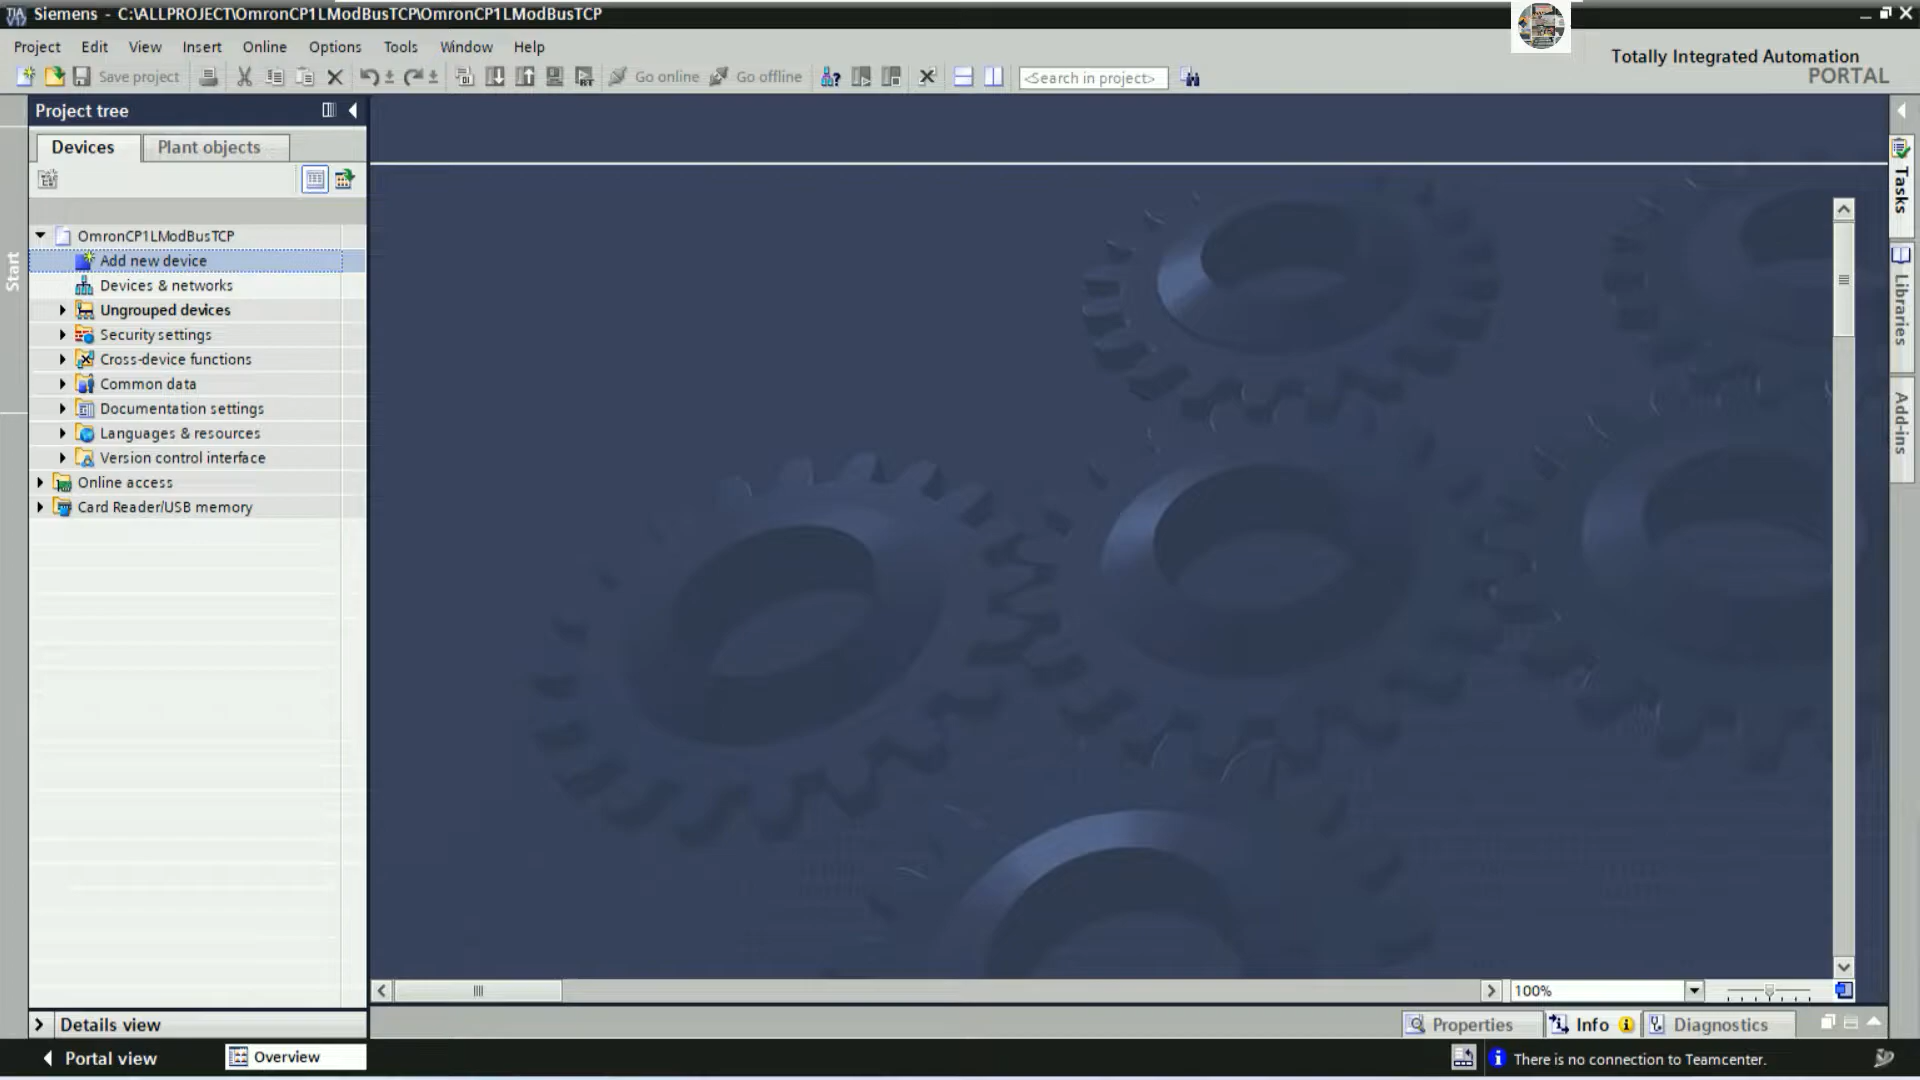 Siemens - C:\ALLPROJECT\OmronCP1LModBusTCP\OmronCP1LModBusTCP
Project Edit View Insert Online Options Tools Window Help
Totally Integrated Automation
PORTAL
Save project Go online Go offline <Search in project>
Project tree
Devices Plant objects
Start
OmronCP1LModBusTCP
Add new device
Devices & networks
Ungrouped devices
Security settings
Cross-device functions
Common data
Documentation settings
Languages & resources
Version control interface
Online access
Card Reader/USB memory
Tasks
Libraries
Add-ins
100%
Details view
Properties Info Diagnostics
Portal view Overview
There is no connection to Teamcenter.